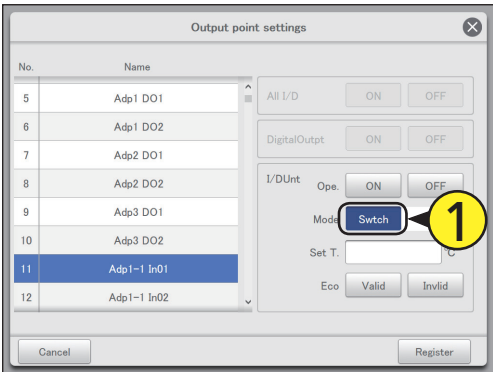 Output point settings
No. Name
5 Adp1 DO1
6 Adp1 DO2
7 Adp2 DO1
8 Adp2 DO2
9 Adp3 DO1
10 Adp3 DO2
11 Adp1-1 In01
12 Adp1-1 In02
All I/D ON OFF
DigitalOutpt ON OFF
I/DUnt Ope. ON OFF
Mode Swtch 1
Set T. ℃
Eco Valid Invlid
Cancel Register